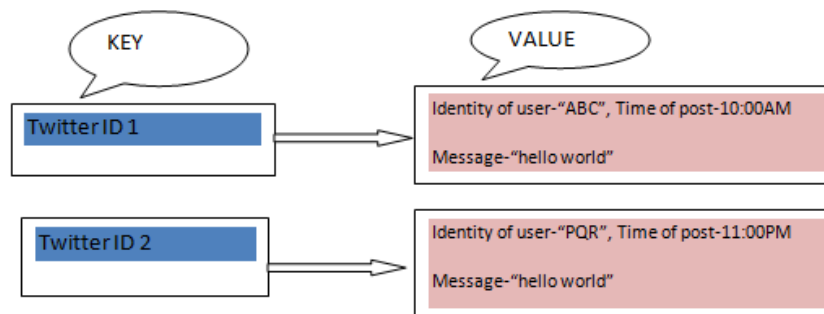 KEY
VALUE
Twitter ID 1
Identity of user-“ABC”, Time of post-10:00AM
Message-“hello world”
Twitter ID 2
Identity of user-“PQR”, Time of post-11:00PM
Message-“hello world”